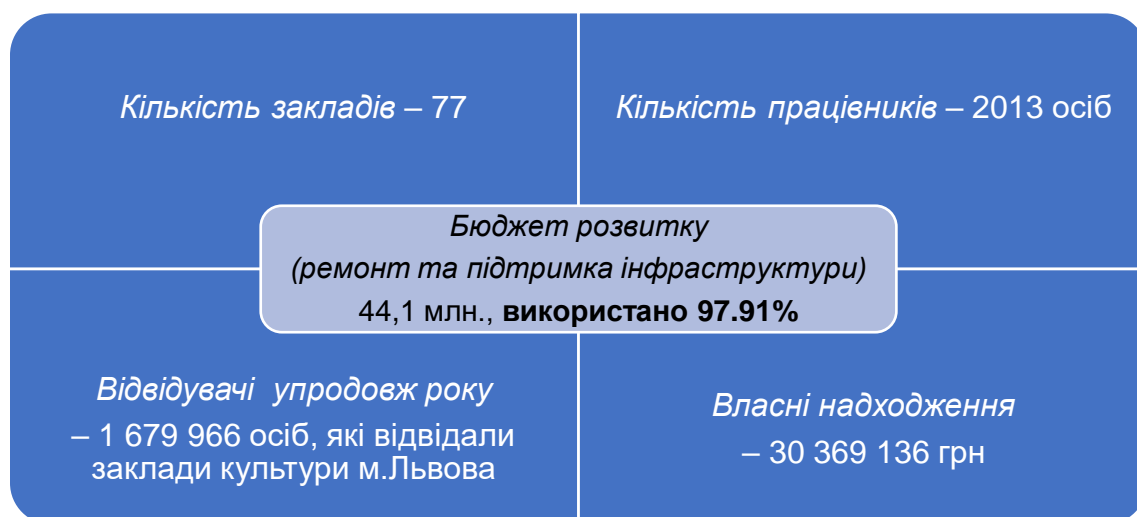 Кількість закладів – 77
Кількість працівників – 2013 осіб
Бюджет розвитку
(ремонт та підтримка інфраструктури)
44,1 млн., використано 97.91%
Відвідувачі упродовж року
– 1 679 966 осіб, які відвідали
заклади культури м.Львова
Власні надходження
– 30 369 136 грн